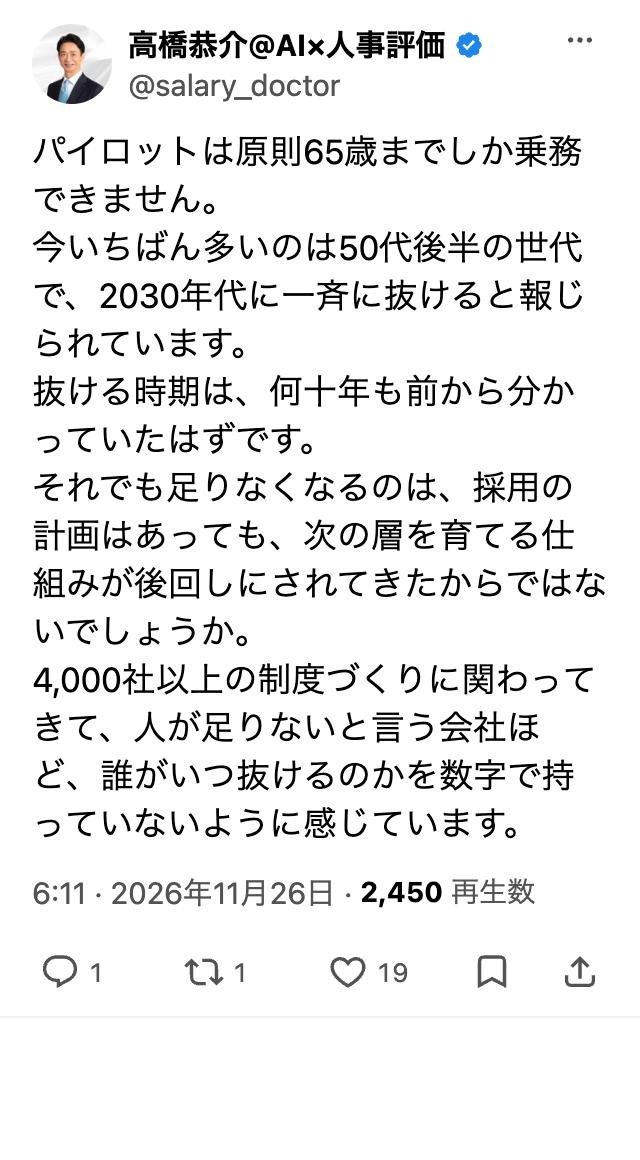 高橋恭介@AI×人事評価
@salary_doctor
パイロットは原則65歳までしか乗務
できません。
今いちばん多いのは50代後半の世代
で、2030年代に一斉に抜けると報じ
られています。
抜ける時期は、何十年も前から分か
っていたはずです。
それでも足りなくなるのは、採用の
計画はあっても、次の層を育てる仕
組みが後回しにされてきたからではな
いでしょうか。
4,000社以上の制度づくりに関わって
きて、人が足りないと言う会社ほ
ど、誰がいつ抜けるのかを数字で持
っていないように感じています。
6:11 · 2026年11月26日 · 2,450 再生数
1 1 19